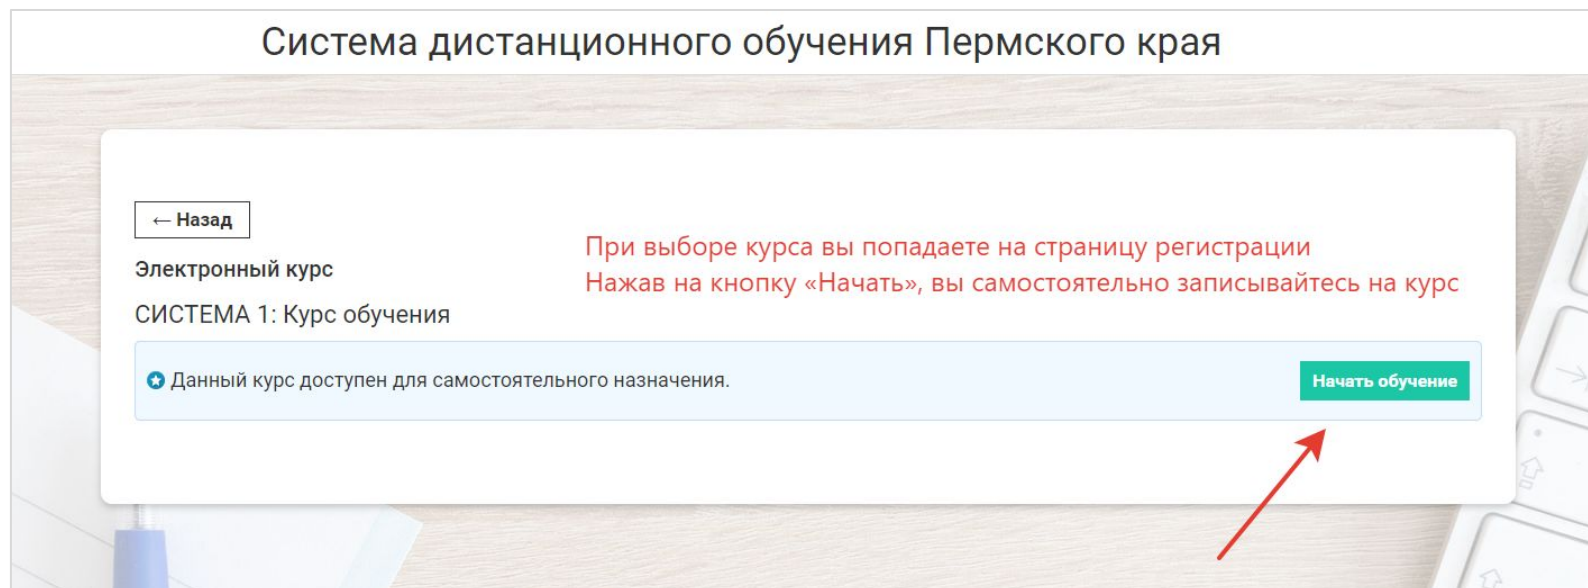 Система дистанционного обучения Пермского края
← Назад
При выборе курса вы попадаете на страницу регистрации
Нажав на кнопку «Начать», вы самостоятельно записывайтесь на курс
Электронный курс
СИСТЕМА 1: Курс обучения
Данный курс доступен для самостоятельного назначения.
Начать обучение